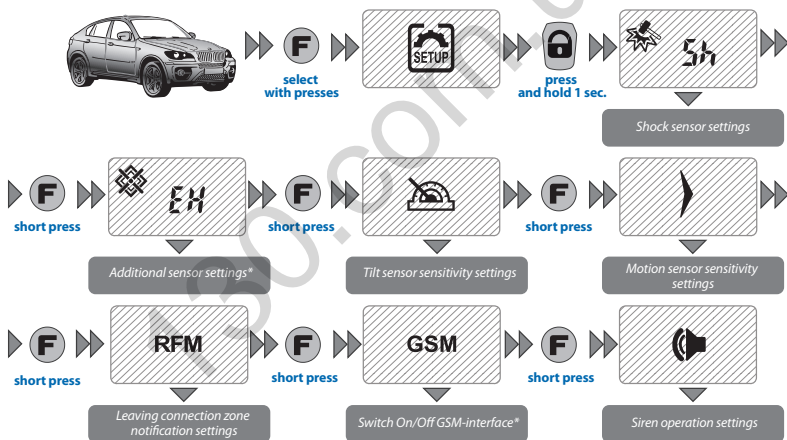 F
SETUP
Sh
select
with presses
press
and hold 1 sec.
Shock sensor settings
F
EH
F
F
short press
short press
short press
Additional sensor settings*
Tilt sensor sensitivity settings
Motion sensor sensitivity
settings
F
RFM
F
GSM
F
short press
short press
short press
Leaving connection zone
notification settings
Switch On/Off GSM-interface*
Siren operation settings
130.com.u